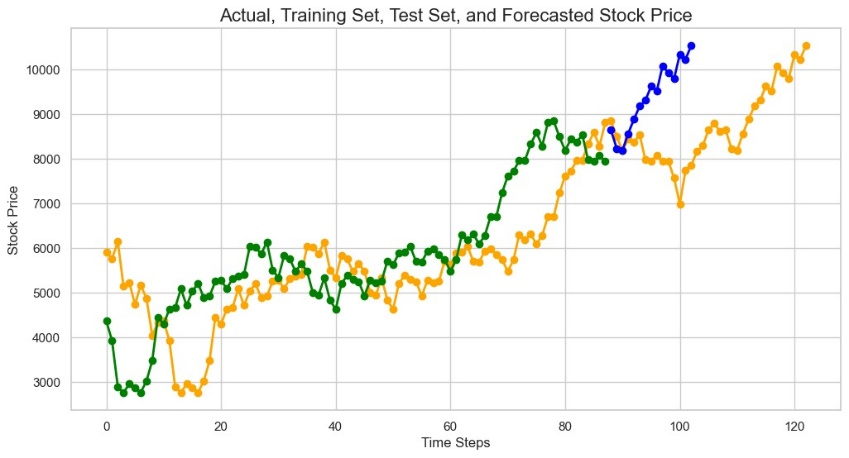 Actual, Training Set, Test Set, and Forecasted Stock Price
Stock Price
10000
9000
8000
7000
6000
5000
4000
3000
0 20 40 60 80 100 120
Time Steps